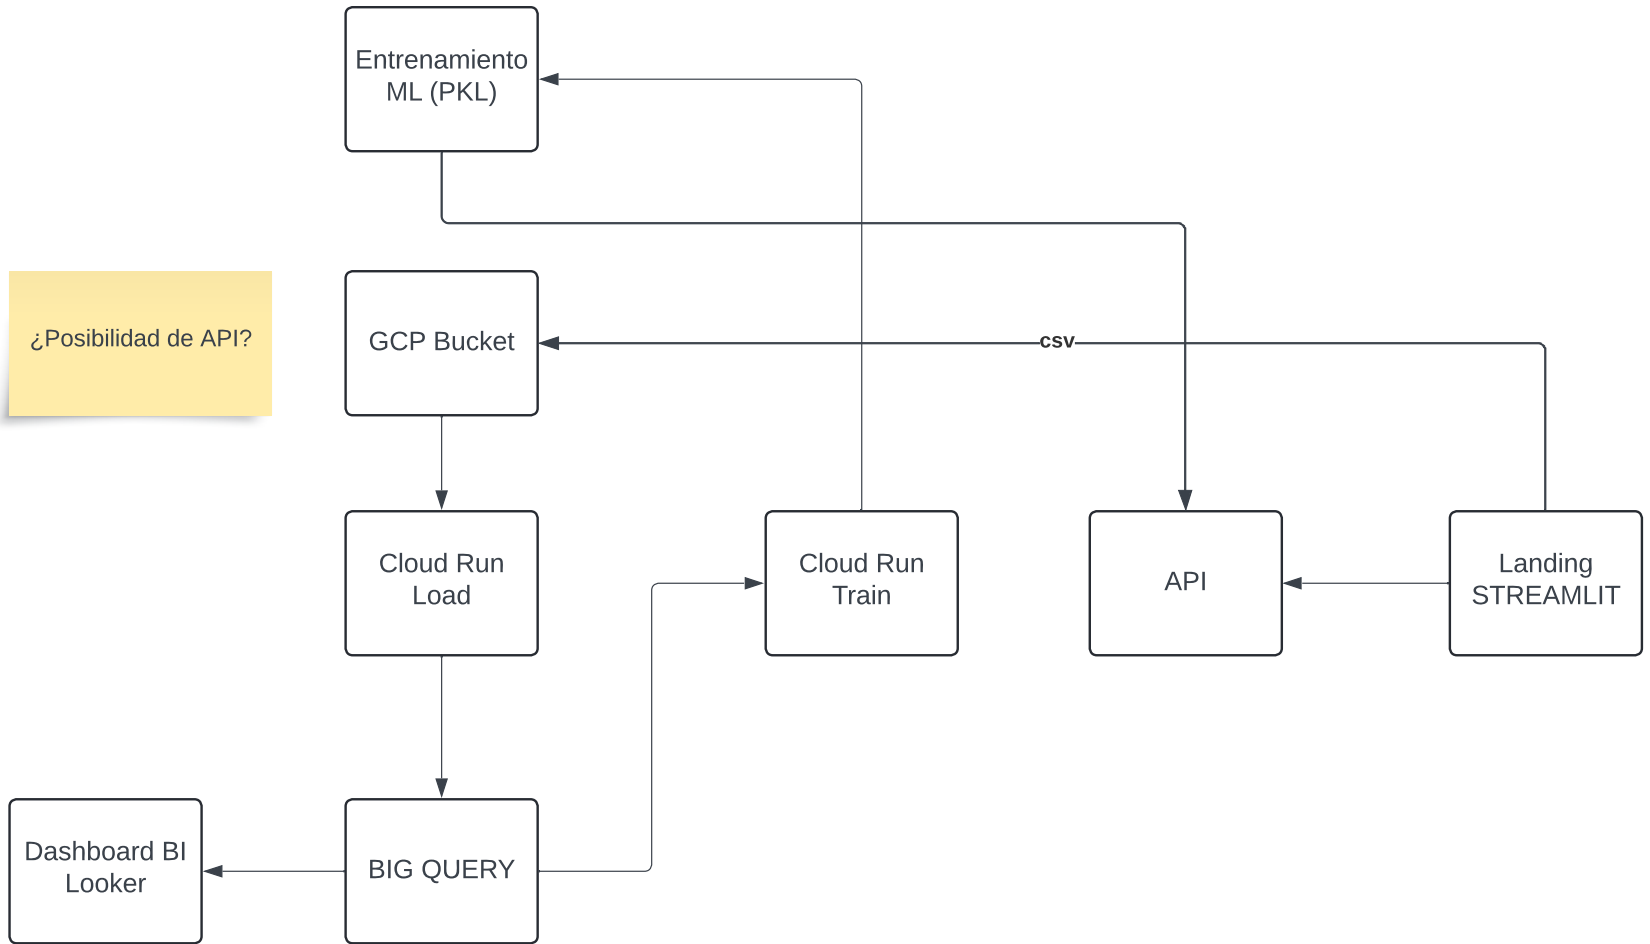 Entrenamiento
ML (PKL)
¿Posibilidad de API?
GCP Bucket
csv
Cloud Run
Load
Cloud Run
Train
API
Landing
STREAMLIT
Dashboard BI
Looker
BIG QUERY